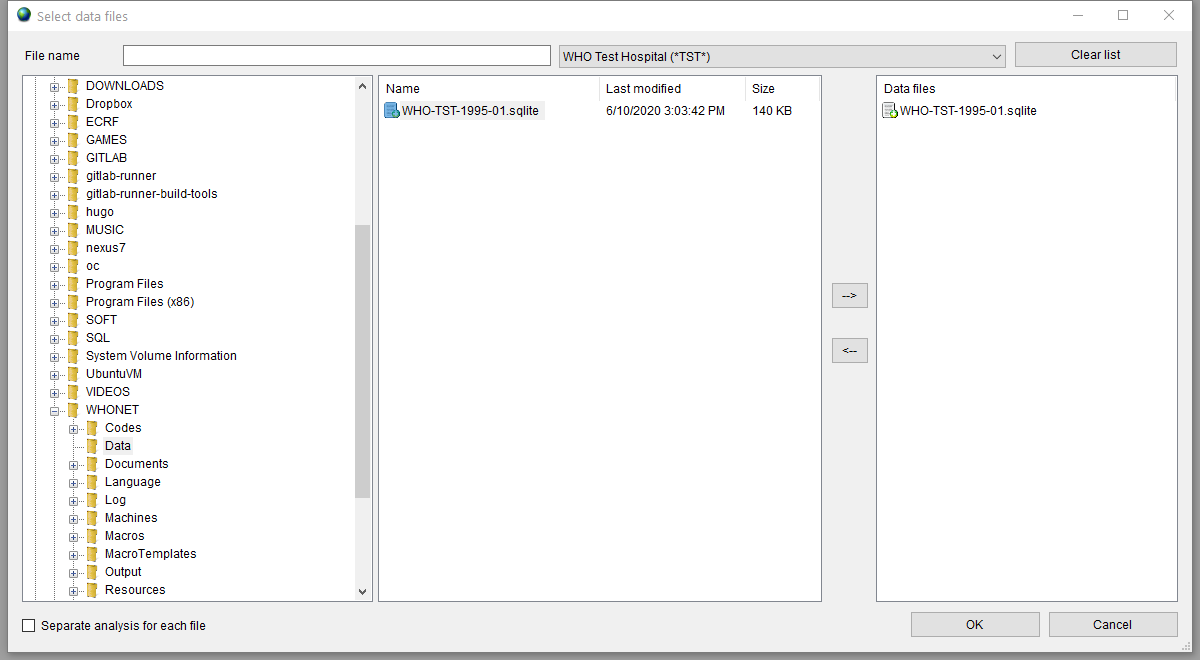 Select data files
File name
WHO Test Hospital (*TST*)
Clear list
DOWNLOADS
Dropbox
ECRF
GAMES
GITLAB
gitlab-runner
gitlab-runner-build-tools
hugo
MUSIC
nexus7
oc
Program Files
Program Files (x86)
SOFT
SQL
System Volume Information
UbuntuVM
VIDEOS
WHONET
Codes
Data
Documents
Language
Log
Machines
Macros
MacroTemplates
Output
Resources
Name Last modified Size
WHO-TST-1995-01.sqlite 6/10/2020 3:03:42 PM 140 KB
-->
<--
Data files
WHO-TST-1995-01.sqlite
Separate analysis for each file
OK
Cancel